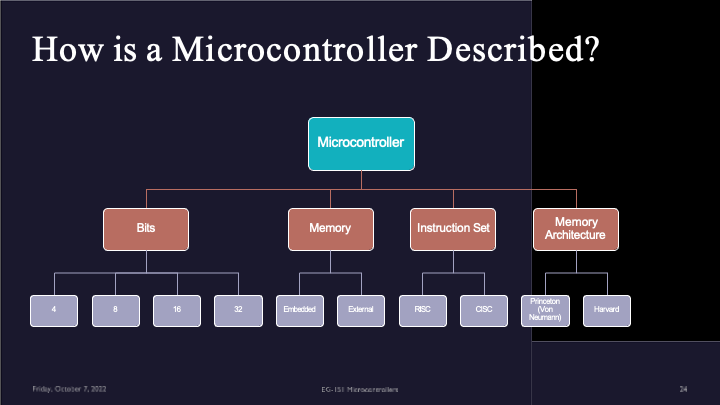 How is a Microcontroller Described?
Microcontroller
Bits
Memory
Instruction Set
Memory
Architecture
4
8
16
32
Embedded
External
RISC
CISC
Princeton
(Von
Neumann)
Harvard
Friday, October 7, 2022
EG-151 Microcontrollers
24